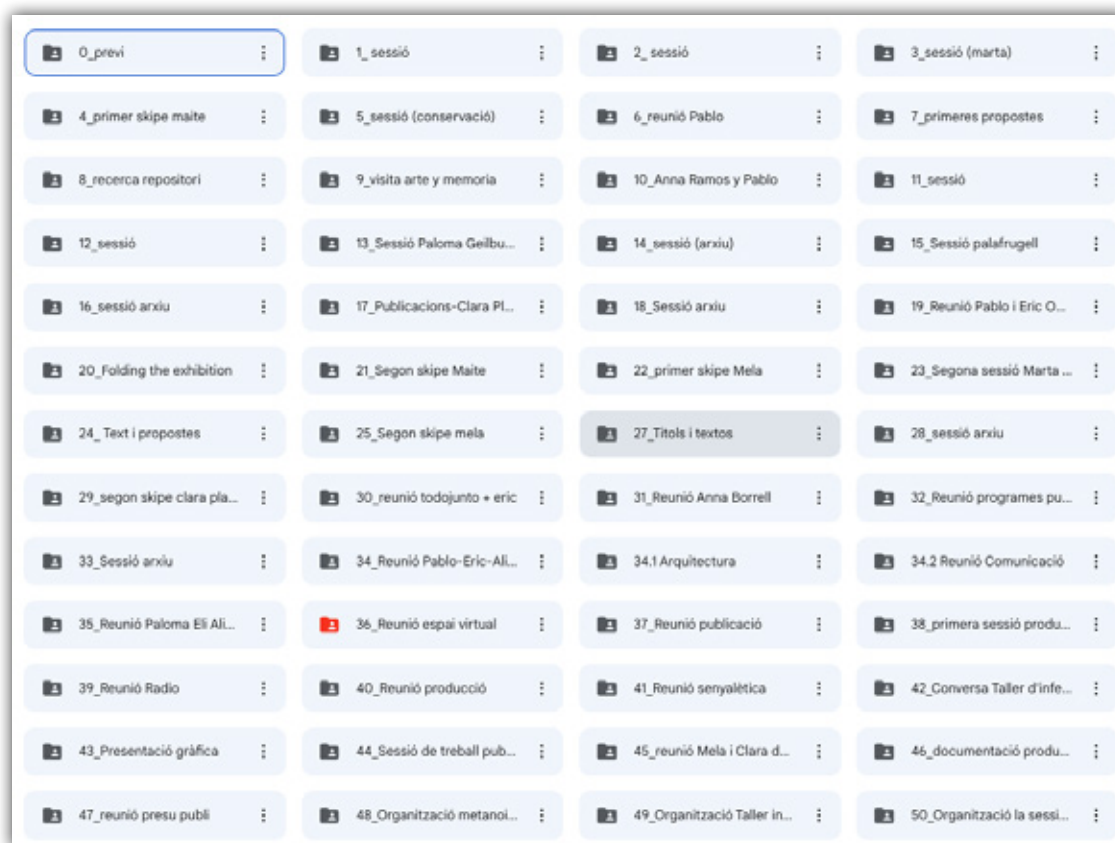 0_previ
1_ sessió
2_ sessió
3_sessió (marta)
4_primer skipe maite
5_sessió (conservació)
6_reunió Pablo
7_primeres propostes
8_recerca repositori
9_visita arte y memoria
10_Anna Ramos y Pablo
11_sessió
12_sessió
13_Sessió Paloma Geilbu...
14_sessió (arxiu)
15_Sessió palafrugell
16_sessió arxiu
17_Publicacions-Clara Pl...
18_Sessió arxiu
19_Reunió Pablo i Eric O...
20_Folding the exhibition
21_Segon skipe Maite
22_primer skipe Mela
23_Segona sessió Marta ...
24_ Text i propostes
25_Segon skipe mela
27_Titols i textos
28_sessió arxiu
29_segon skipe clara pla...
30_reunió todojunto + eric
31_Reunió Anna Borrell
32_Reunió programes pu...
33_Sessió arxiu
34_Reunió Pablo-Eric-Ali...
34.1 Arquitectura
34.2 Reunió Comunicació
35_Reunió Paloma Eli Ali...
36_Reunió espai virtual
37_Reunió publicació
38_primera sessió produ...
39_Reunió Radio
40_Reunió producció
41_Reunió senyalètica
42_Conversa Taller d'infe...
43_Presentació gràfica
44_Sessió de treball pub...
45_reunió Mela i Clara d...
46_documentació produ...
47_reunió presu publi
48_Organització metanoi...
49_Organització Taller in...
50_Organització la sessi...